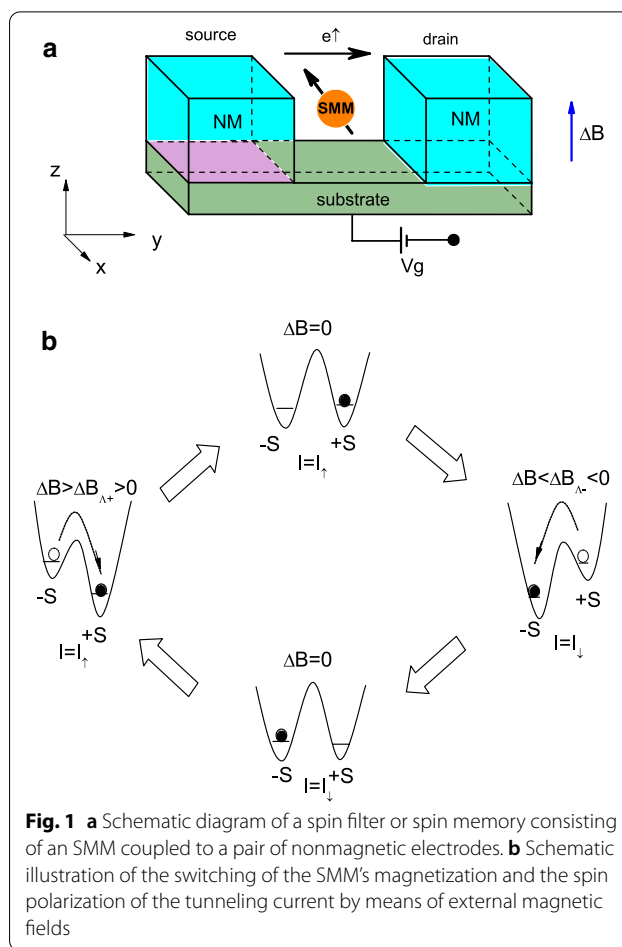 a
source
e↑
drain
NM
SMM
NM
ΔB
z
substrate
y
x
Vg
b
ΔB=0
-S
+S
I=I↑
ΔB>ΔB_Λ+>0
-S
+S
I=I↑
ΔB<ΔB_Λ-<0
-S
+S
I=I↓
ΔB=0
-S
+S
I=I↓
Fig. 1 a Schematic diagram of a spin filter or spin memory consisting
of an SMM coupled to a pair of nonmagnetic electrodes. b Schematic
illustration of the switching of the SMM's magnetization and the spin
polarization of the tunneling current by means of external magnetic
fields